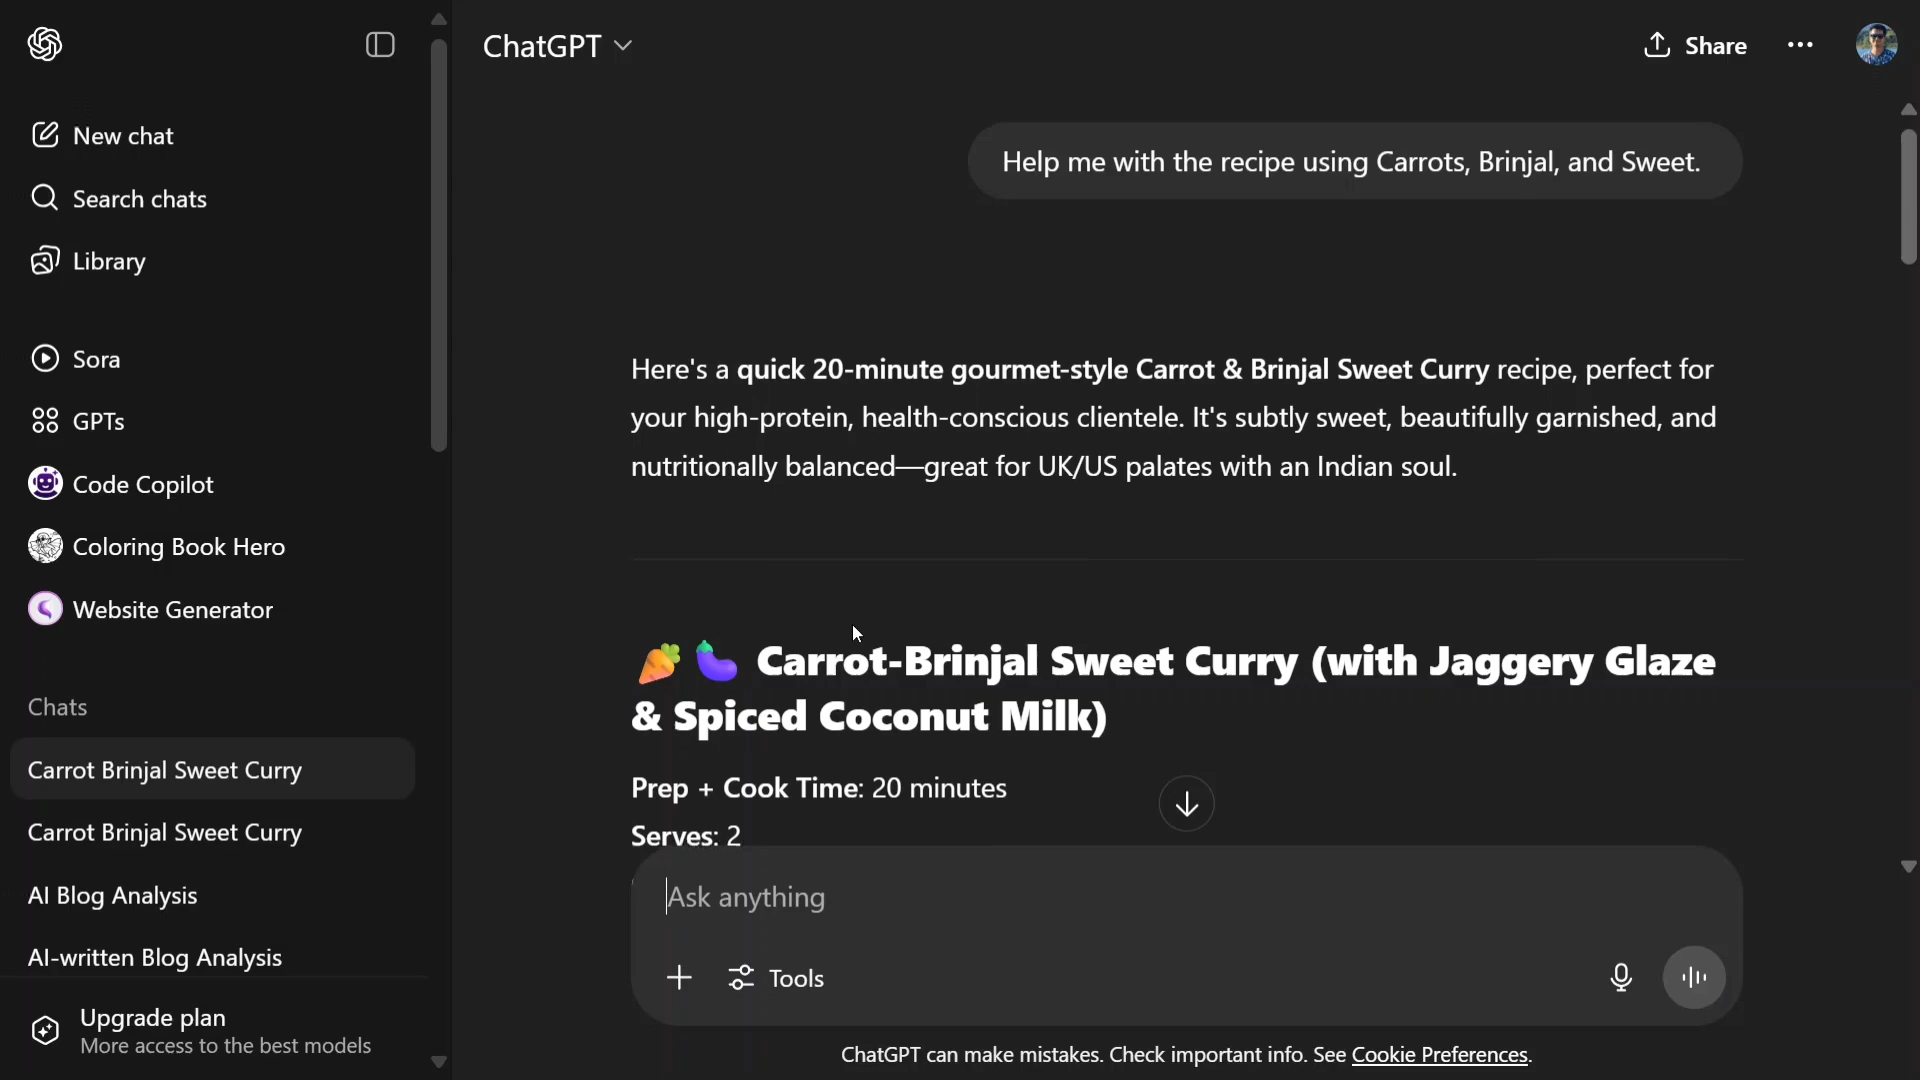 ChatGPT
Share
New chat
Search chats
Library
Sora
GPTs
Code Copilot
Coloring Book Hero
Website Generator
Chats
Carrot Brinjal Sweet Curry
Carrot Brinjal Sweet Curry
AI Blog Analysis
AI-written Blog Analysis
Upgrade plan
More access to the best models
Help me with the recipe using Carrots, Brinjal, and Sweet.
Here's a quick 20-minute gourmet-style Carrot & Brinjal Sweet Curry recipe, perfect for
your high-protein, health-conscious clientele. It's subtly sweet, beautifully garnished, and
nutritionally balanced—great for UK/US palates with an Indian soul.
🥕 🍆 Carrot-Brinjal Sweet Curry (with Jaggery Glaze
& Spiced Coconut Milk)
Prep + Cook Time: 20 minutes
Serves: 2
Ask anything
Tools
ChatGPT can make mistakes. Check important info. See Cookie Preferences.